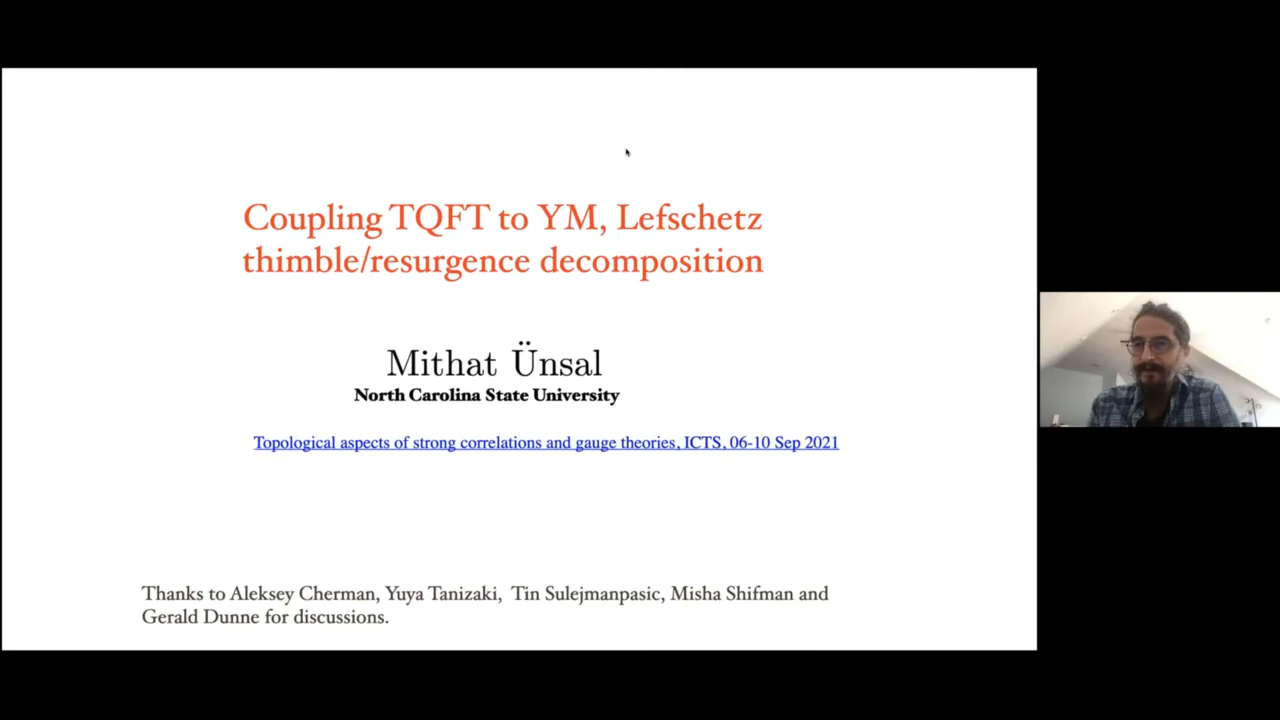 Coupling TQFT to YM, Lefschetz
thimble/resurgence decomposition
Mithat Ünsal
North Carolina State University
Topological aspects of strong correlations and gauge theories, ICTS, 06-10 Sep 2021
Thanks to Aleksey Cherman, Yuya Tanizaki, Tin Sulejmanpasic, Misha Shifman and
Gerald Dunne for discussions.